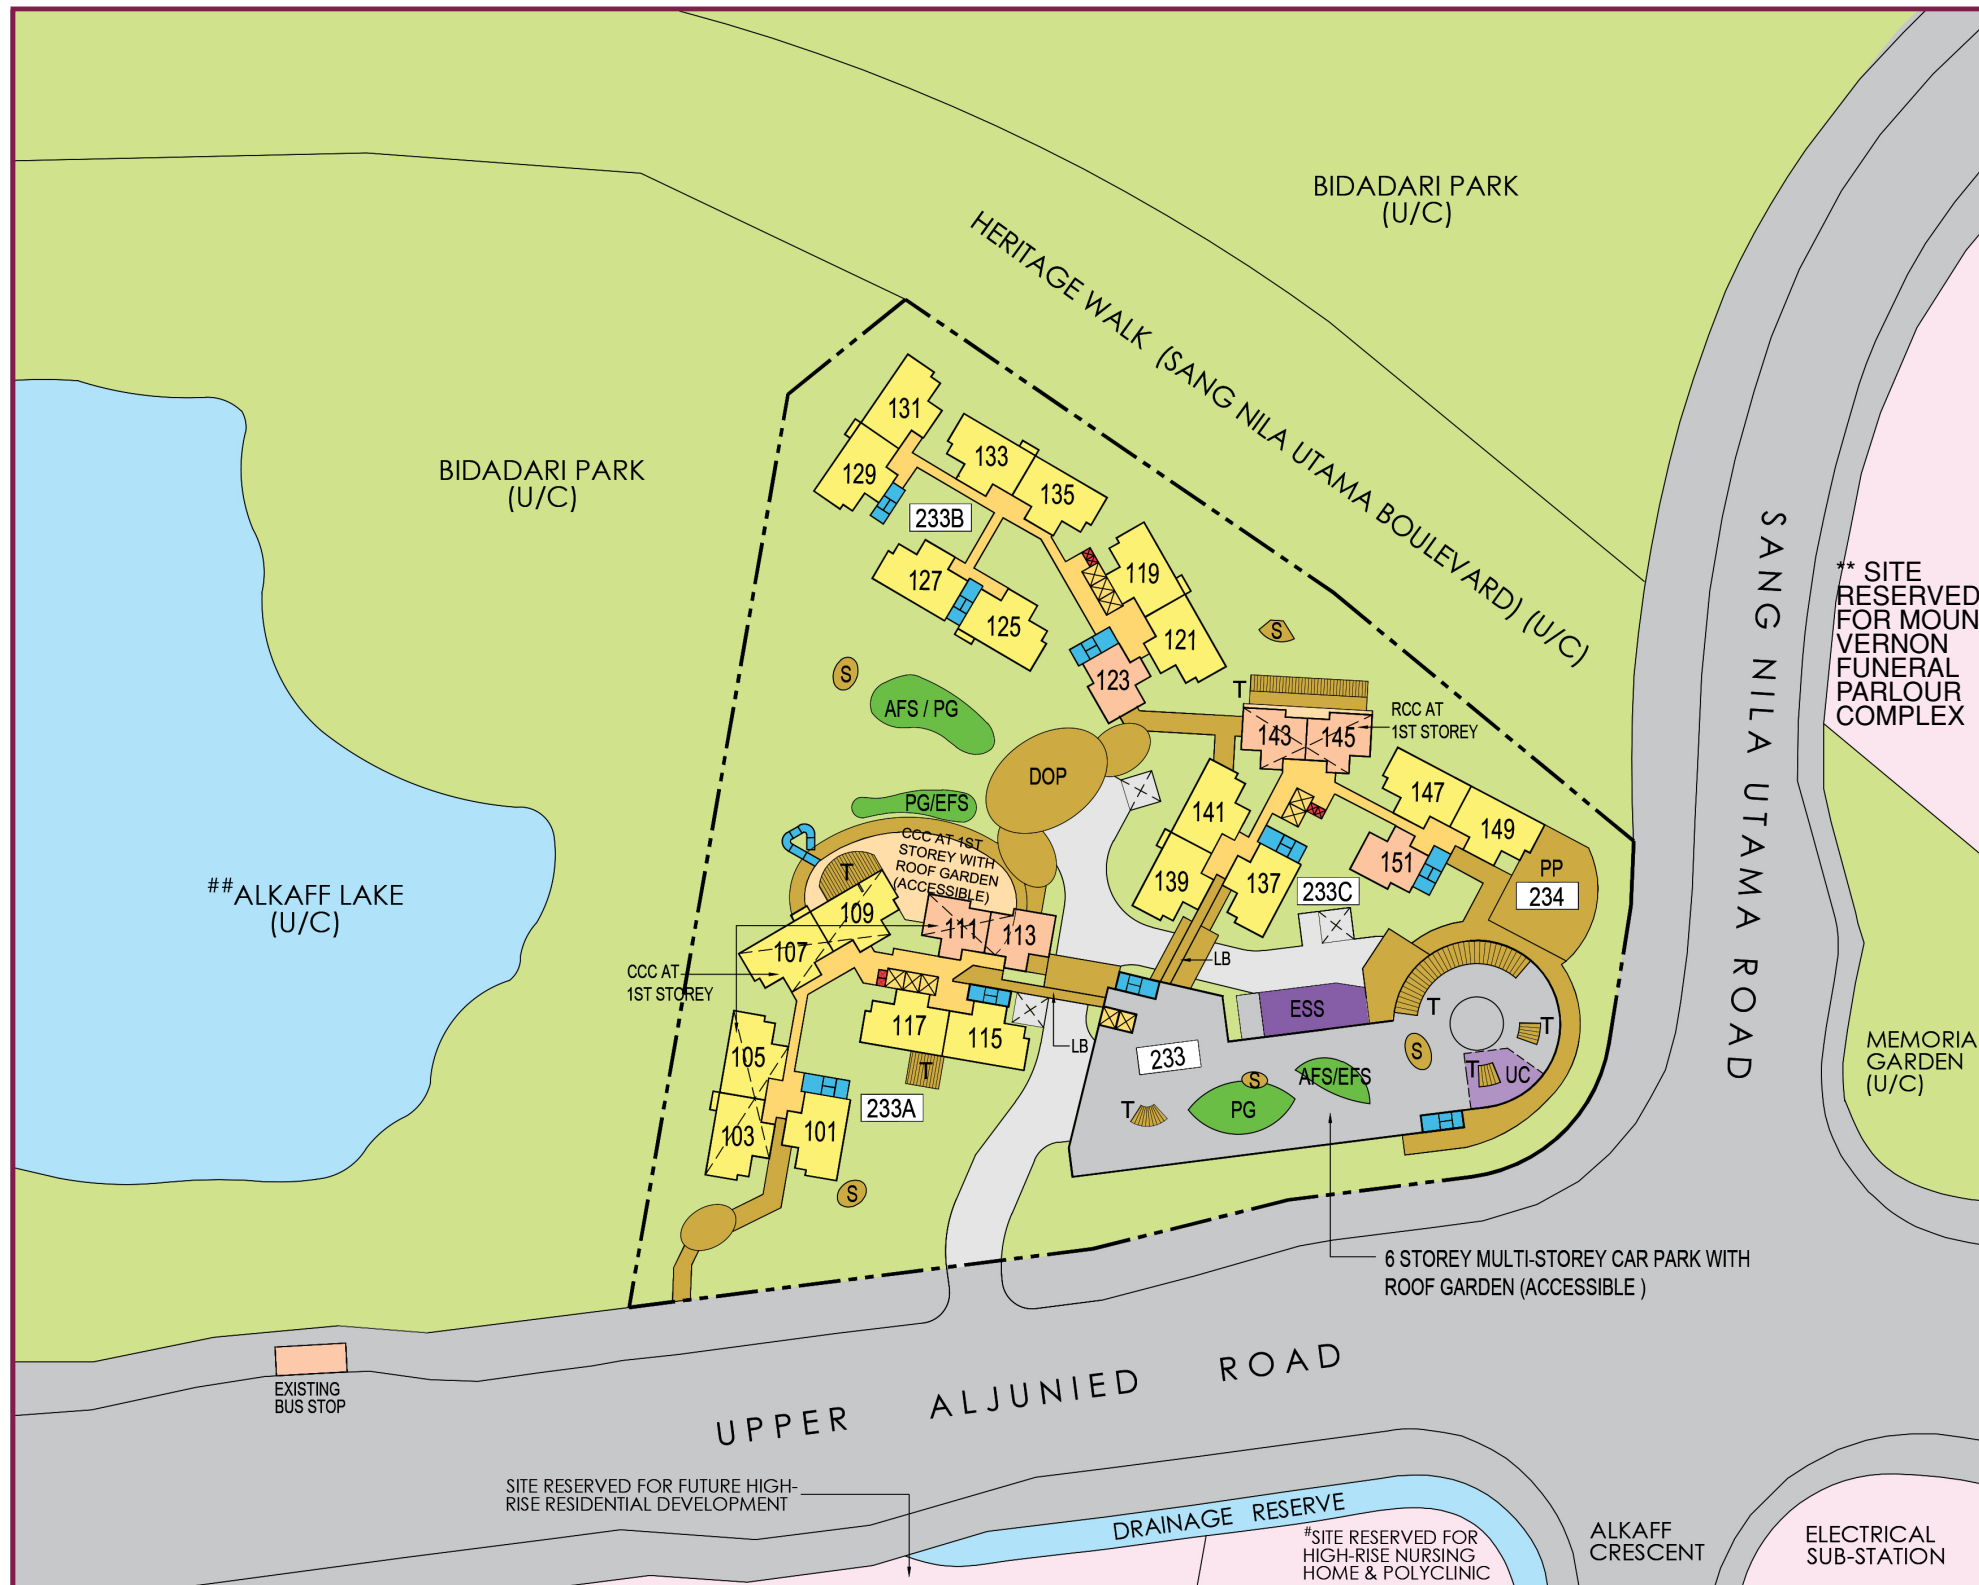 BIDADARI PARK
(U/C)
HERITAGE WALK (SANG NILA UTAMA BOULEVARD) (U/C)
BIDADARI PARK
(U/C)
SANG NILA UTAMA ROAD
** SITE
RESERVED
FOR MOUN
VERNON
FUNERAL
PARLOUR
COMPLEX
131
129
133
135
233B
127
125
119
121
123
S
S
AFS / PG
T
143
145
RCC AT
1ST STOREY
DOP
PG/EFS
141
147
149
139
137
151
233C
PP
234
CCC AT 1ST
STOREY WITH
ROOF GARDEN
(ACCESSIBLE)
T
109
107
111
113
CCC AT
1ST STOREY
##ALKAFF LAKE
(U/C)
LB
ESS
T
T
117
115
LB
233
S
105
T
AFS/EFS
S
T
UC
T
PG
233A
103
101
S
MEMORIA
GARDEN
(U/C)
6 STOREY MULTI-STOREY CAR PARK WITH
ROOF GARDEN (ACCESSIBLE )
EXISTING
BUS STOP
UPPER ALJUNIED ROAD
SITE RESERVED FOR FUTURE HIGH-
RISE RESIDENTIAL DEVELOPMENT
DRAINAGE RESERVE
#SITE RESERVED FOR
HIGH-RISE NURSING
HOME & POLYCLINIC
ALKAFF
CRESCENT
ELECTRICAL
SUB-STATION